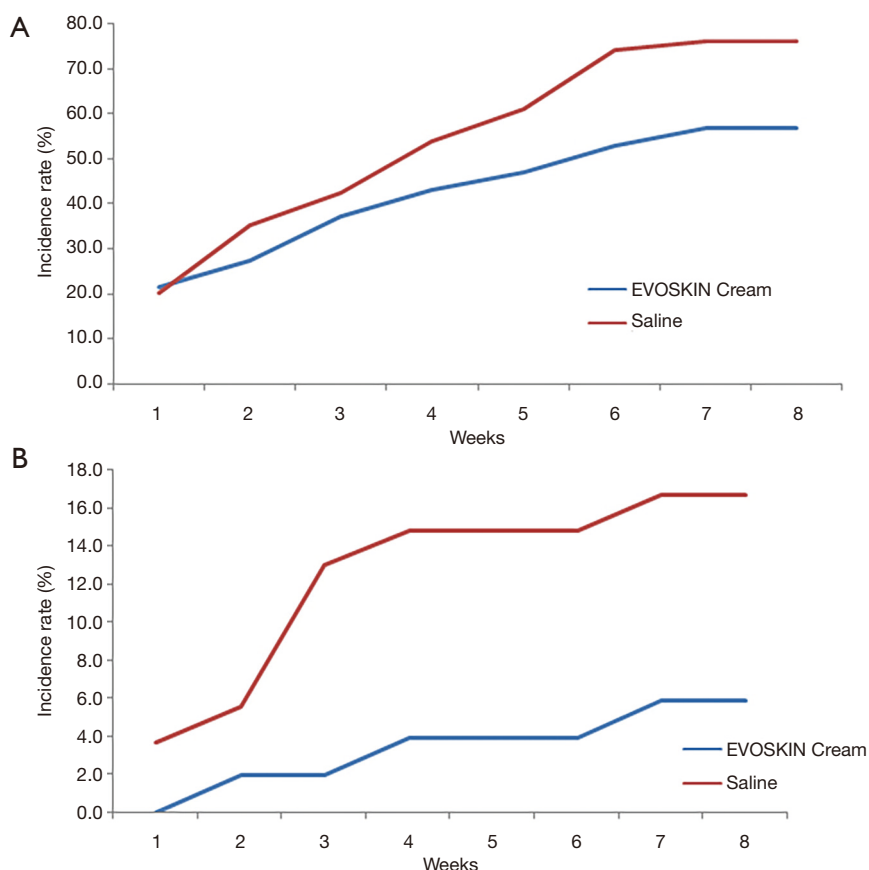 A
80.0
70.0
60.0
50.0
40.0
30.0
20.0
10.0
0.0
Incidence rate (%)
EVOSKIN Cream
Saline
1 2 3 4 5 6 7 8
Weeks
B
18.0
16.0
14.0
12.0
10.0
8.0
6.0
4.0
2.0
0.0
Incidence rate (%)
EVOSKIN Cream
Saline
1 2 3 4 5 6 7 8
Weeks